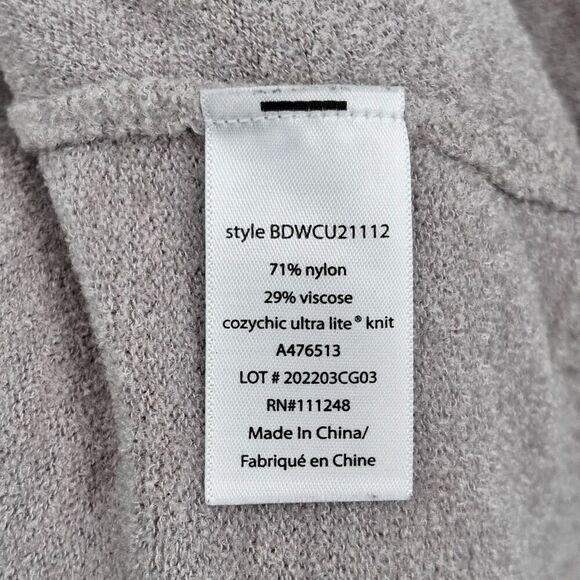 style BDWCU21112
71% nylon
29% viscose
cozychic ultra lite® knit
A476513
LOT # 202203CG03
RN#111248
Made In China/
Fabriqué en Chine